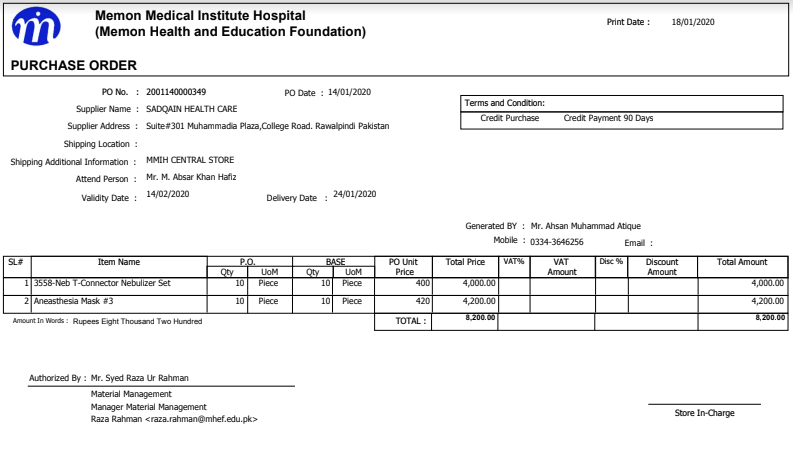 Memon Medical Institute Hospital
(Memon Health and Education Foundation)
Print Date : 18/01/2020
PURCHASE ORDER
PO No. : 2001140000349 PO Date : 14/01/2020
Supplier Name : SADQAIN HEALTH CARE
Supplier Address : Suite#301 Muhammadia Plaza,College Road. Rawalpindi Pakistan
Shipping Location :
Shipping Additional Information : MMIH CENTRAL STORE
Attend Person : Mr. M. Absar Khan Hafiz
Validity Date : 14/02/2020 Delivery Date : 24/01/2020
Terms and Condition:
Credit Purchase Credit Payment 90 Days
Generated BY : Mr. Ahsan Muhammad Atique
Mobile : 0334-3646256 Email :
SL# Item Name P.O. BASE PO Unit Price Total Price VAT% VAT Amount Disc % Discount Amount Total Amount
Qty UoM Qty UoM
1 3558-Neb T-Connector Nebulizer Set 10 Piece 10 Piece 400 4,000.00 4,000.00
2 Aneasthesia Mask #3 10 Piece 10 Piece 420 4,200.00 4,200.00
Amount In Words : Rupees Eight Thousand Two Hundred TOTAL : 8,200.00 8,200.00
Authorized By : Mr. Syed Raza Ur Rahman
Material Management
Manager Material Management
Raza Rahman <raza.rahman@mhef.edu.pk>
Store In-Charge